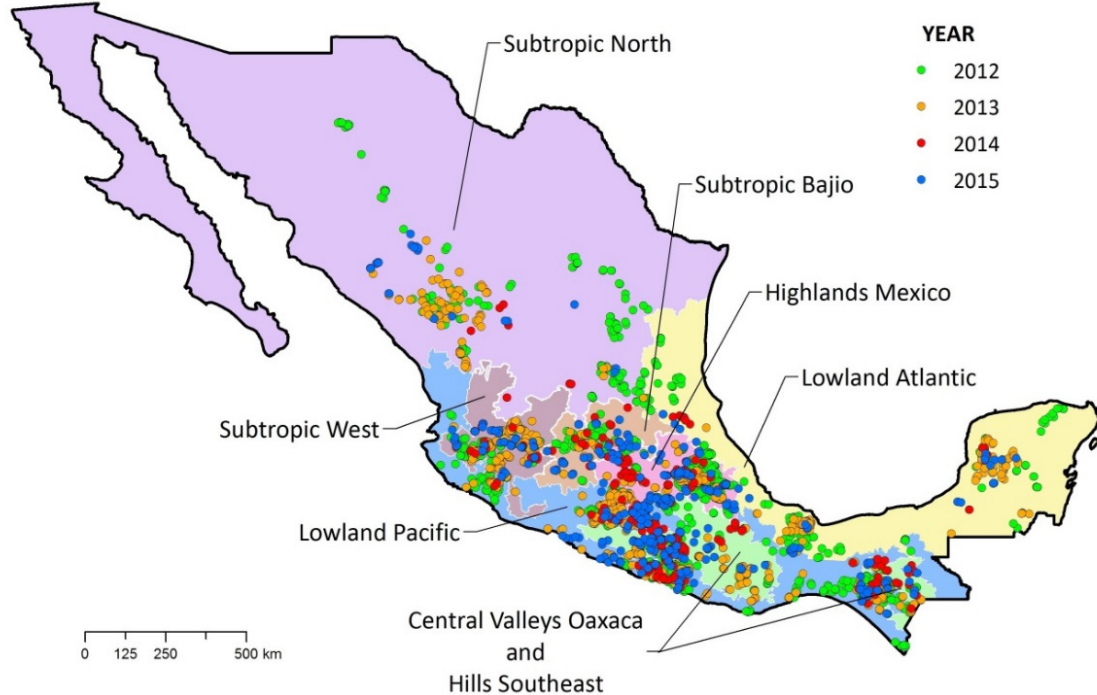 Subtropic North
YEAR
2012
2013
2014
2015
Subtropic Bajio
Highlands Mexico
Lowland Atlantic
Subtropic West
Lowland Pacific
Central Valleys Oaxaca
and
Hills Southeast
0 125 250 500 km